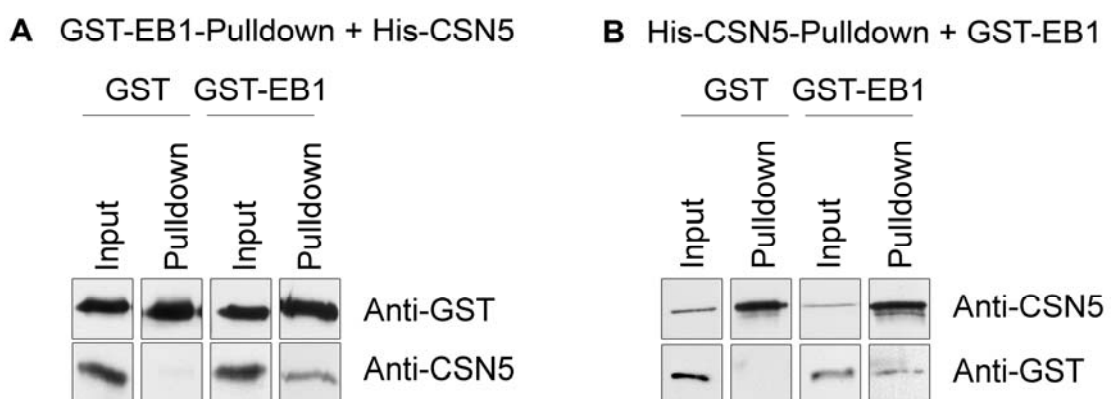 A GST-EB1-Pulldown + His-CSN5
GST GST-EB1
Input Pulldown Input Pulldown
Anti-GST
Anti-CSN5
B His-CSN5-Pulldown + GST-EB1
GST GST-EB1
Input Pulldown Input Pulldown
Anti-CSN5
Anti-GST